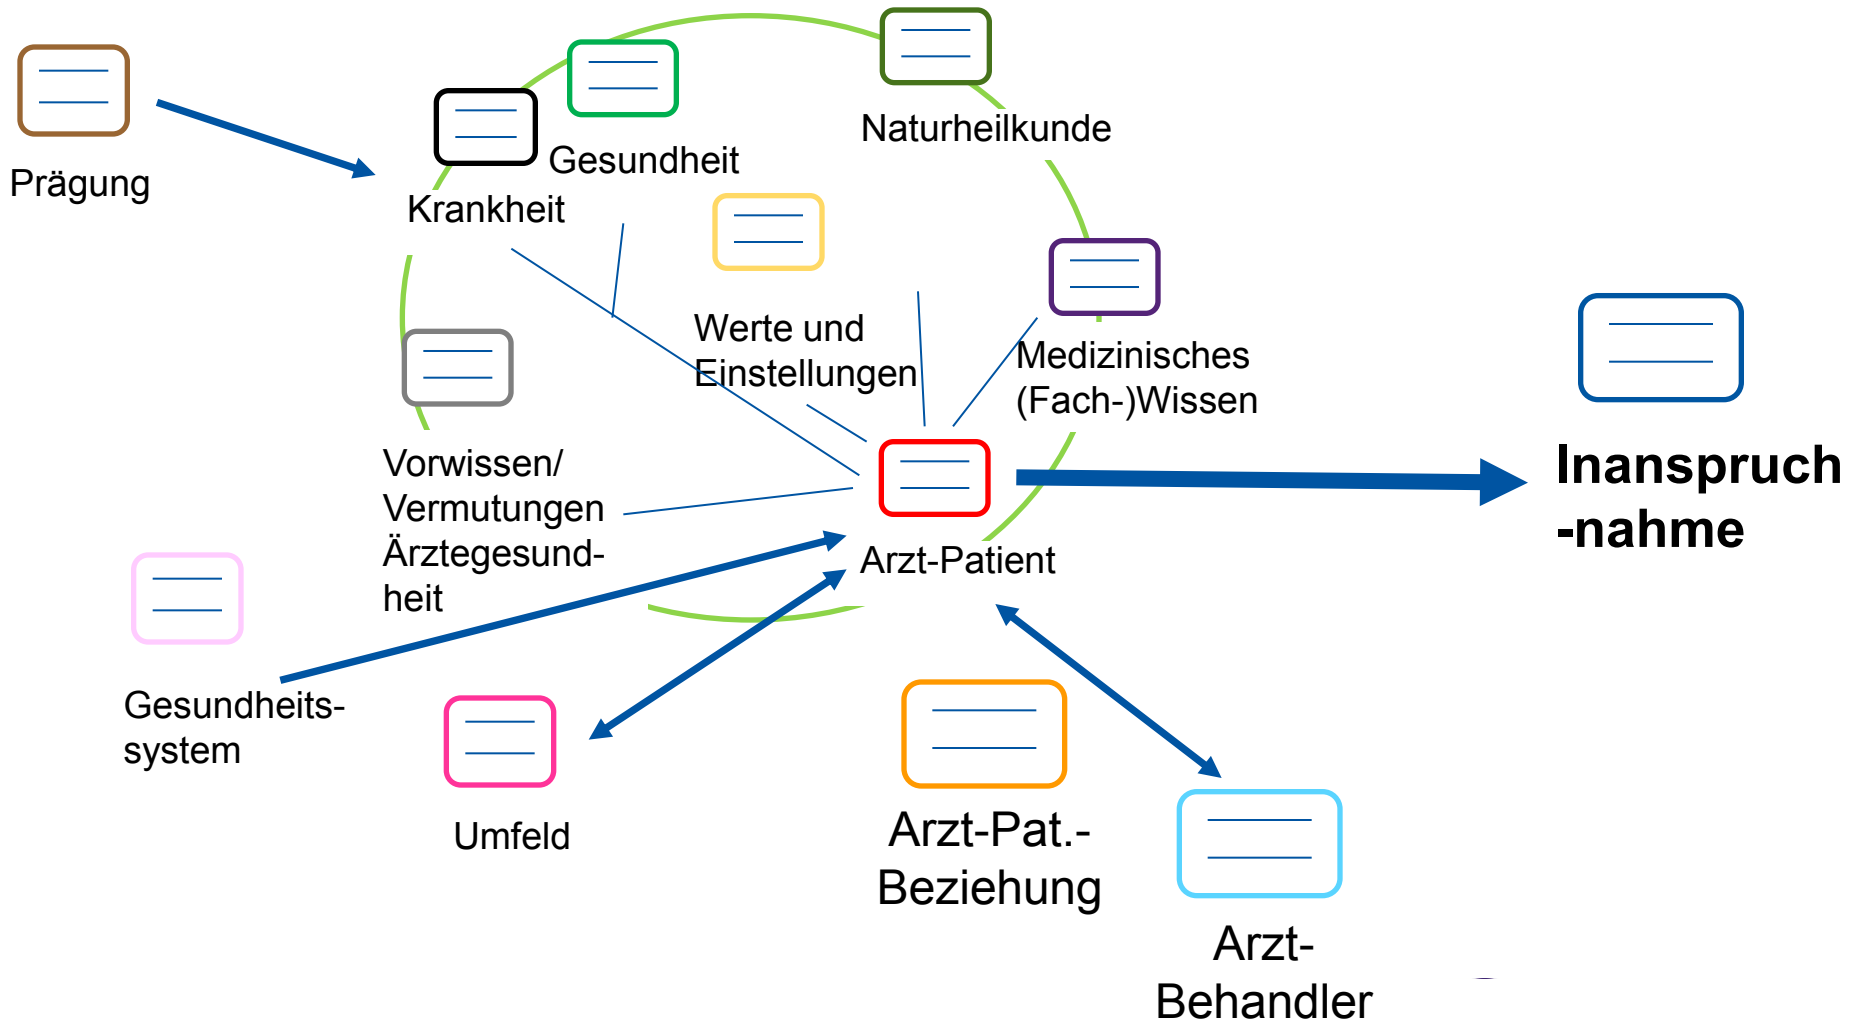 Prägung
Krankheit
Gesundheit
Naturheilkunde
Werte und
Einstellungen
Medizinisches
(Fach-)Wissen
Vorwissen/
Vermutungen
Ärztegesund-
heit
Arzt-Patient
Inanspruch
-nahme
Gesundheits-
system
Umfeld
Arzt-Pat.-
Beziehung
Arzt-
Behandler